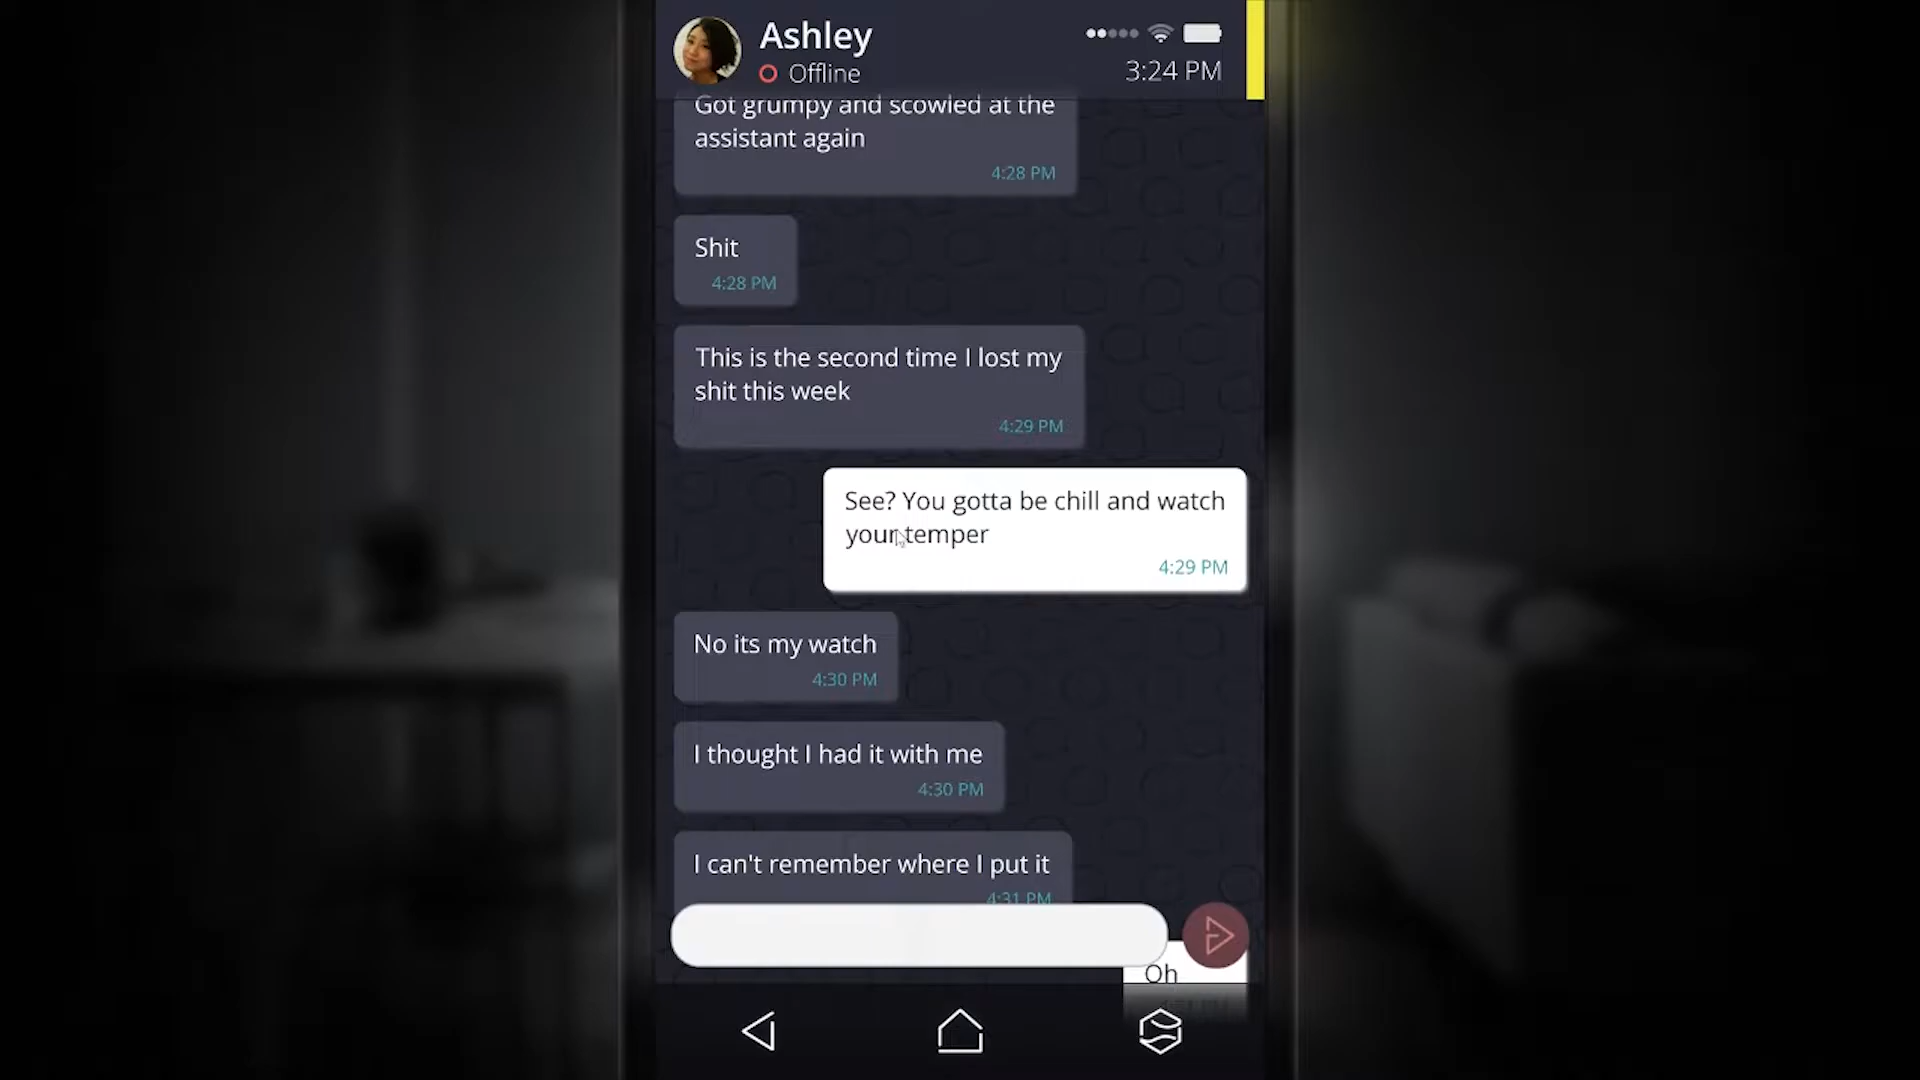 Ashley
Offline
3:24 PM
Got grumpy and scowled at the
assistant again
4:28 PM
Shit
4:28 PM
This is the second time I lost my
shit this week
4:29 PM
See? You gotta be chill and watch
your temper
4:29 PM
No its my watch
4:30 PM
I thought I had it with me
4:30 PM
I can't remember where I put it
4:31 PM
Oh